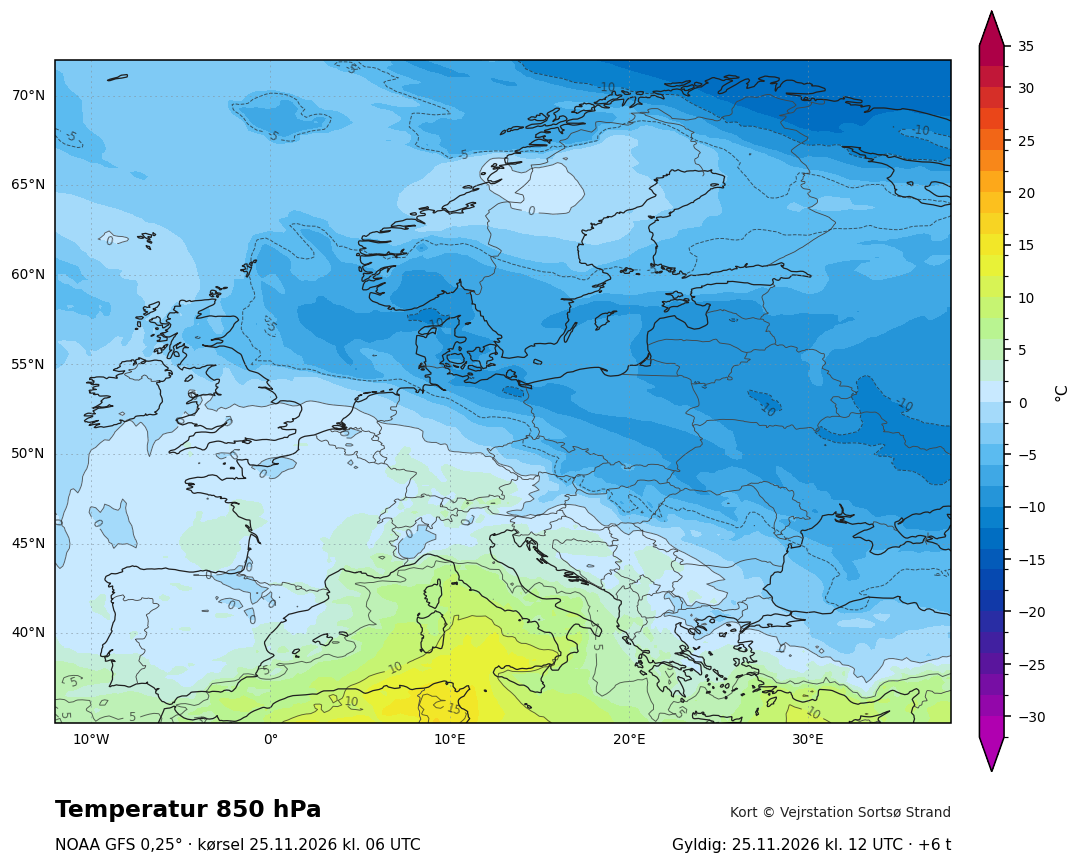 70°N
65°N
60°N
55°N
50°N
45°N
40°N
10°W
0°
10°E
20°E
30°E
35
30
25
20
15
10
5
0
−5
−10
−15
−20
−25
−30
°C
Temperatur 850 hPa
Kort © Vejrstation Sortsø Strand
NOAA GFS 0,25° · kørsel 25.11.2026 kl. 06 UTC
Gyldig: 25.11.2026 kl. 12 UTC · +6 t